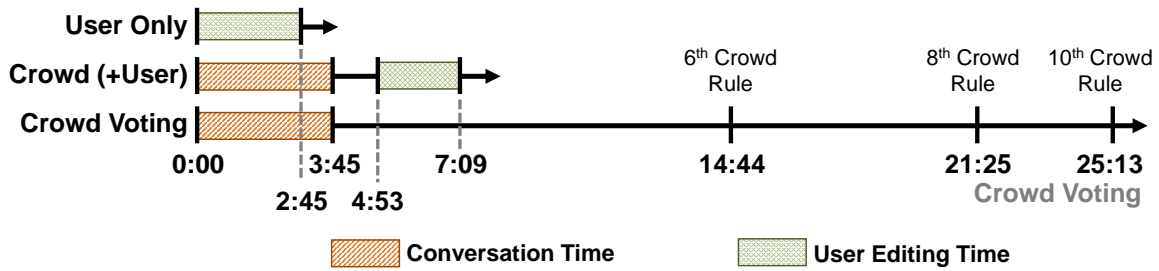 User Only
Crowd (+User)
6th Crowd Rule
8th Crowd Rule
10th Crowd Rule
Crowd Voting
0:00 3:45 7:09 14:44 21:25 25:13
2:45 4:53 Crowd Voting
Conversation Time User Editing Time